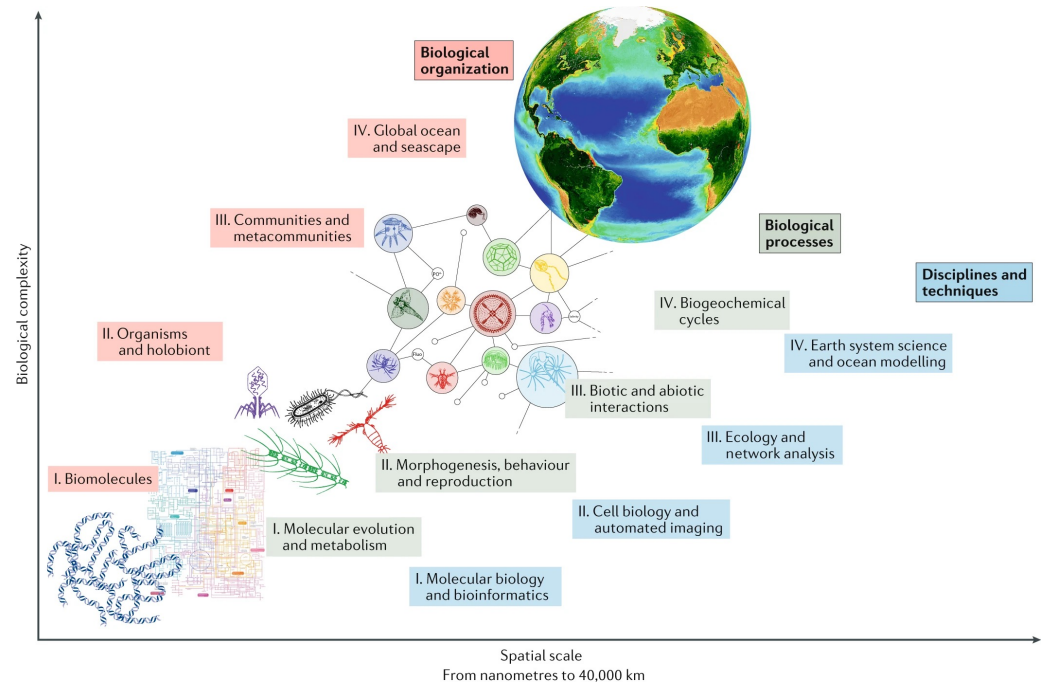 Biological
organization
IV. Global ocean
and seascape
III. Communities and
metacommunities
Biological
processes
Disciplines and
techniques
II. Organisms
and holobiont
IV. Biogeochemical
cycles
IV. Earth system science
and ocean modelling
III. Biotic and abiotic
interactions
III. Ecology and
network analysis
I. Biomolecules
II. Morphogenesis, behaviour
and reproduction
II. Cell biology and
automated imaging
I. Molecular evolution
and metabolism
I. Molecular biology
and bioinformatics
Biological complexity
Spatial scale
From nanometres to 40,000 km